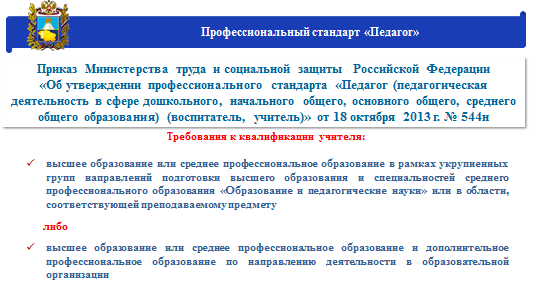 Профессиональный стандарт «Педагог»
Приказ Министерства труда и социальной защиты Российской Федерации
«Об утверждении профессионального стандарта «Педагог (педагогическая
деятельность в сфере дошкольного, начального общего, основного общего, среднего
общего образования) (воспитатель, учитель)» от 18 октября 2013 г. № 544н
Требования к квалификации учителя:
✓ высшее образование или среднее профессиональное образование в рамках укрупненных
групп направлений подготовки высшего образования и специальностей среднего
профессионального образования «Образование и педагогические науки» или в области,
соответствующей преподаваемому предмету
либо
✓ высшее образование или среднее профессиональное образование и дополнительное
профессиональное образование по направлению деятельности в образовательной
организации